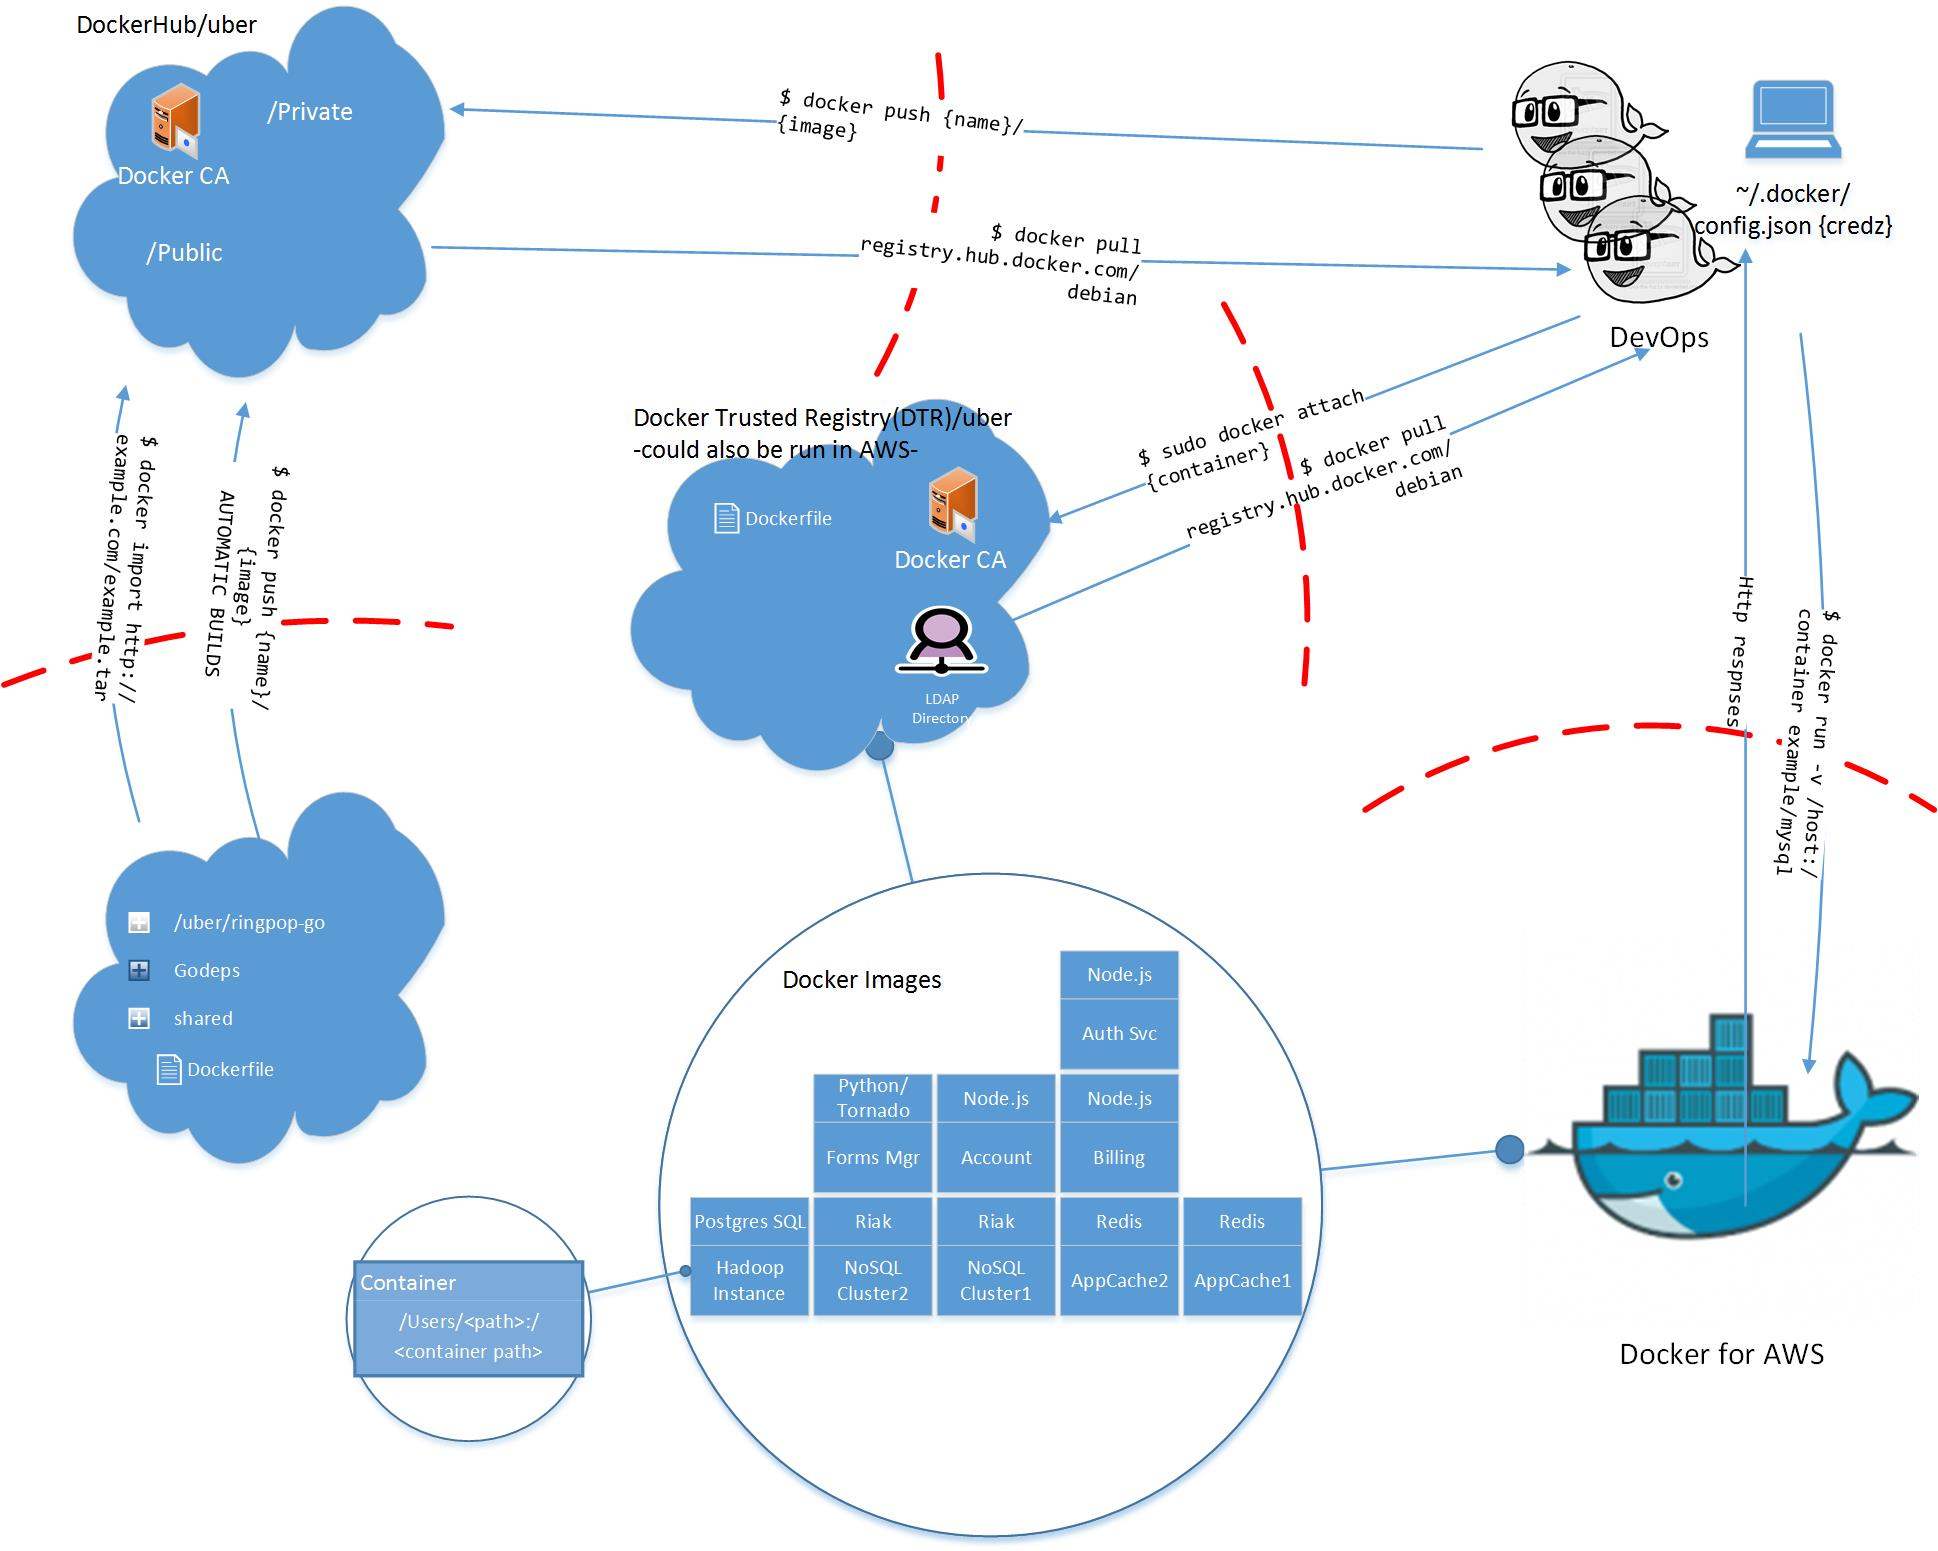 DockerHub/uber
/Private
Docker CA
/Public
$ docker push {name}/
{image}
$ docker pull
registry.hub.docker.com/
debian
~/.docker/
config.json {credz}
DevOps
$ docker import http://
example.com/example.tar
$ docker push {name}/
{image}
AUTOMATIC BUILDS
Docker Trusted Registry(DTR)/uber
-could also be run in AWS-
Dockerfile
Docker CA
LDAP
Directory
$ sudo docker attach
{container}
$ docker pull
registry.hub.docker.com/
debian
Http respnses
$ docker run -v /host:/
container example/mysql
/uber/ringpop-go
Godeps
shared
Dockerfile
Docker Images
Node.js
Auth Svc
Python/
Tornado
Forms Mgr
Node.js
Account
Node.js
Billing
Postgres SQL
Hadoop
Instance
Riak
NoSQL
Cluster2
Riak
NoSQL
Cluster1
Redis
AppCache2
Redis
AppCache1
Container
/Users/<path>:/
<container path>
Docker for AWS